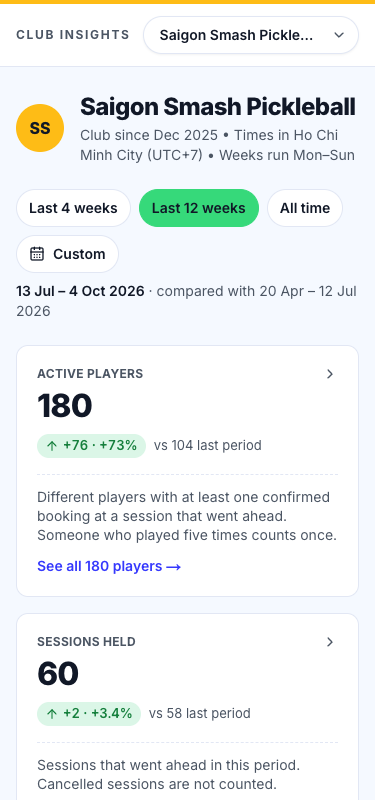 CLUB INSIGHTS
Saigon Smash Pickle...
SS
Saigon Smash Pickleball
Club since Dec 2025 • Times in Ho Chi
Minh City (UTC+7) • Weeks run Mon–Sun
Last 4 weeks
Last 12 weeks
All time
Custom
13 Jul – 4 Oct 2026 · compared with 20 Apr – 12 Jul
2026
ACTIVE PLAYERS
180
↑ +76 · +73% vs 104 last period
Different players with at least one confirmed
booking at a session that went ahead.
Someone who played five times counts once.
See all 180 players →
SESSIONS HELD
60
↑ +2 · +3.4% vs 58 last period
Sessions that went ahead in this period.
Cancelled sessions are not counted.